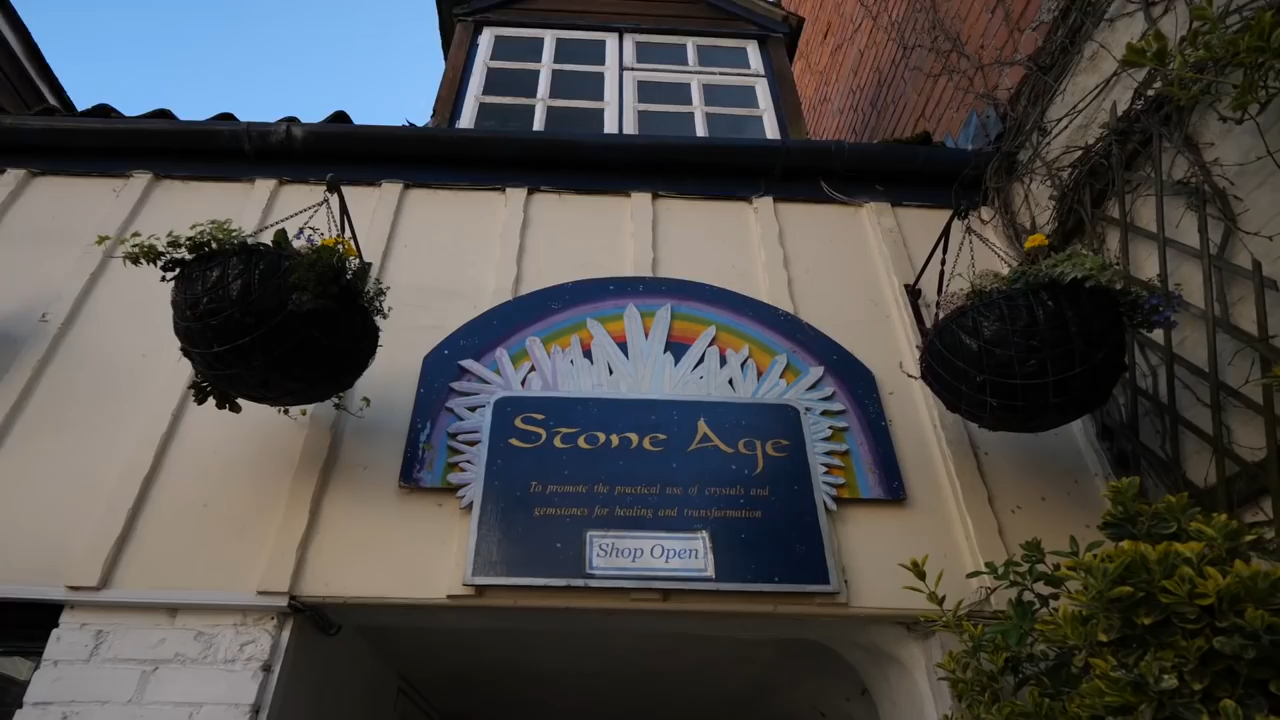 Stone Age
To promote the practical use of crystals and
gemstones for healing and transformation
Shop Open